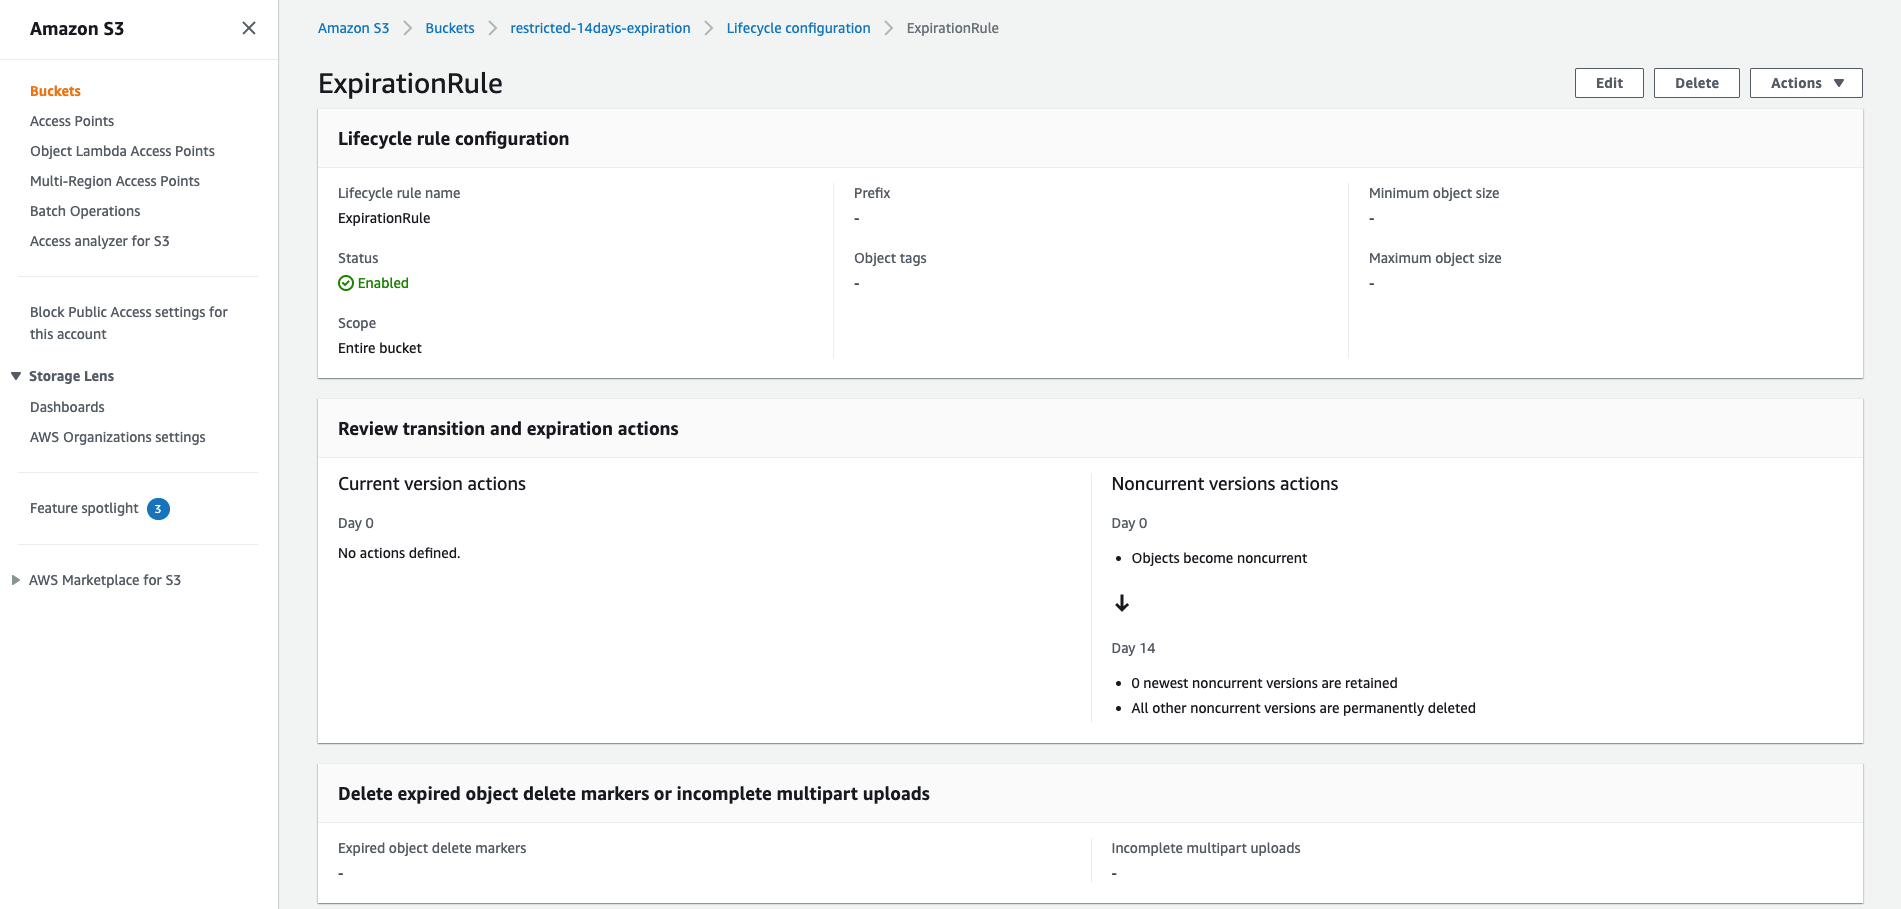 Amazon S3
Buckets
Access Points
Object Lambda Access Points
Multi-Region Access Points
Batch Operations
Access analyzer for S3
Block Public Access settings for
this account
Storage Lens
Dashboards
AWS Organizations settings
Feature spotlight 3
AWS Marketplace for S3
Amazon S3 Buckets restricted-14days-expiration Lifecycle configuration ExpirationRule
ExpirationRule
Edit Delete Actions
Lifecycle rule configuration
Lifecycle rule name
ExpirationRule
Status
Enabled
Scope
Entire bucket
Prefix
-
Object tags
-
Minimum object size
-
Maximum object size
-
Review transition and expiration actions
Current version actions
Day 0
No actions defined.
Noncurrent versions actions
Day 0
• Objects become noncurrent
Day 14
• 0 newest noncurrent versions are retained
• All other noncurrent versions are permanently deleted
Delete expired object delete markers or incomplete multipart uploads
Expired object delete markers
-
Incomplete multipart uploads
-